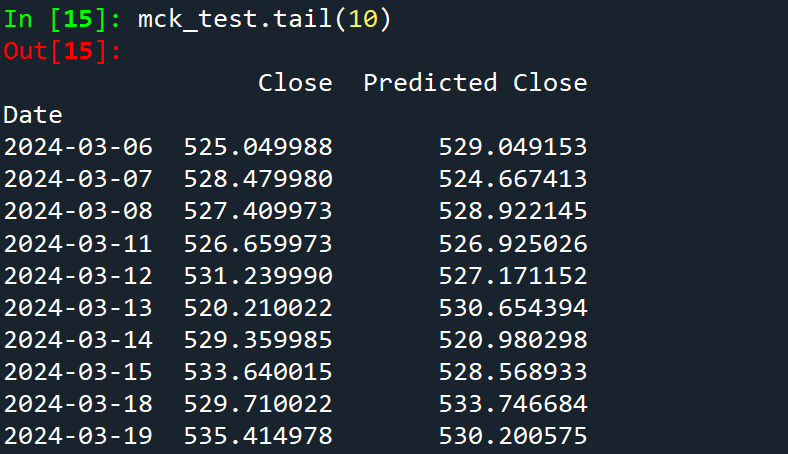 In [15]: mck_test.tail(10)
Out[15]:
Close Predicted Close
Date
2024-03-06 525.049988 529.049153
2024-03-07 528.479980 524.667413
2024-03-08 527.409973 528.922145
2024-03-11 526.659973 526.925026
2024-03-12 531.239990 527.171152
2024-03-13 520.210022 530.654394
2024-03-14 529.359985 520.980298
2024-03-15 533.640015 528.568933
2024-03-18 529.710022 533.746684
2024-03-19 535.414978 530.200575